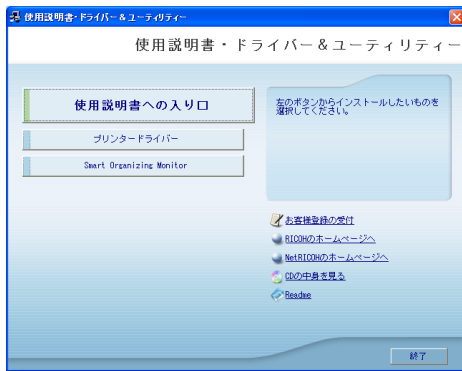 使用説明書・ドライバー＆ユーティリティー
使用説明書・ドライバー＆ユーティリティー
使用説明書への入り口
プリンタードライバー
Smart Organizing Monitor
左のボタンからインストールしたいものを
選択してください。
お客様登録の受付
RICOHのホームページへ
NetRICOHのホームページへ
CDの中身を見る
Readme
終了